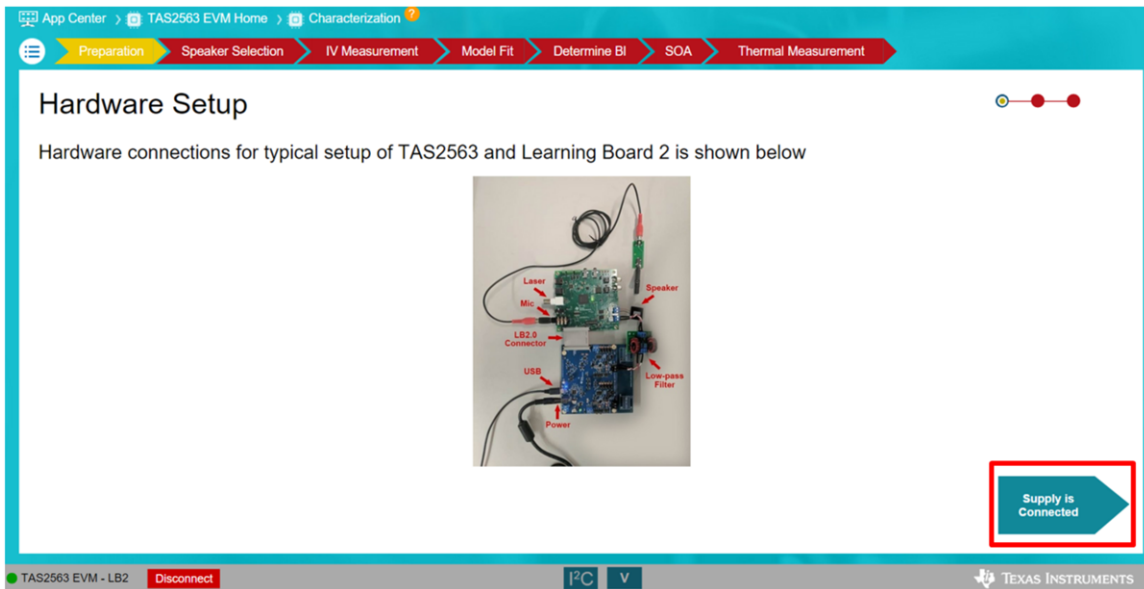 App Center > TAS2563 EVM Home > Characterization ?
Preparation Speaker Selection IV Measurement Model Fit Determine Bl SOA Thermal Measurement
Hardware Setup
Hardware connections for typical setup of TAS2563 and Learning Board 2 is shown below
Laser
Speaker
Mic
LB2.0
Connector
USB
Low-pass
Filter
Power
Supply is
Connected
TAS2563 EVM - LB2 Disconnect I²C V TEXAS INSTRUMENTS